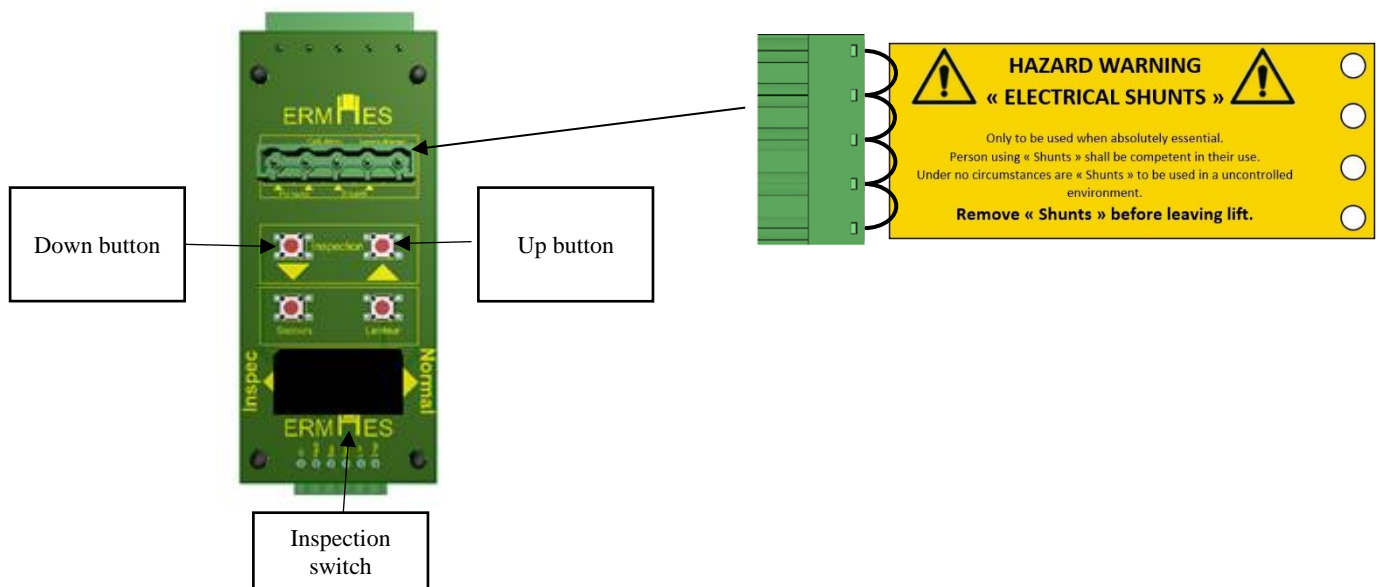 ERMHES
HAZARD WARNING
« ELECTRICAL SHUNTS »
Only to be used when absolutely essential.
Person using « Shunts » shall be competent in their use.
Under no circumstances are « Shunts » to be used in a uncontrolled
environment.
Remove « Shunts » before leaving lift.
Down button
Inspection
Up button
Secours
Inspec
Normal
ERMHES
Inspection
switch